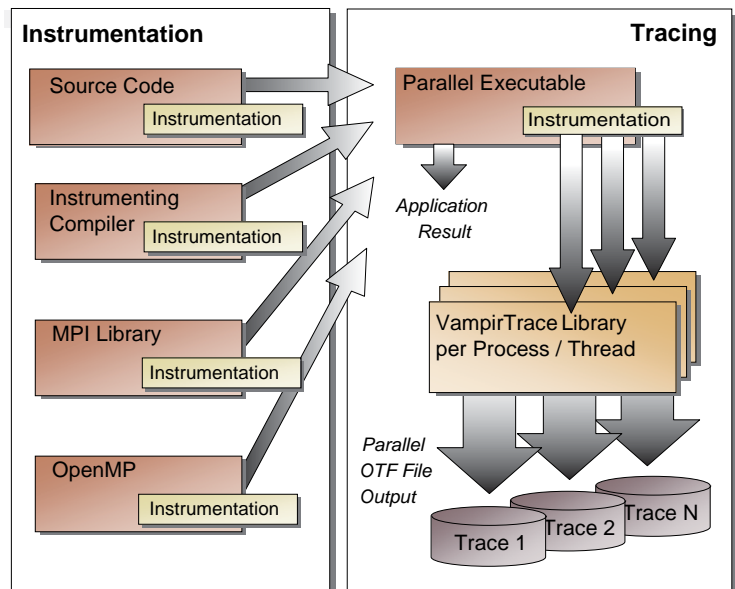 Instrumentation
Source Code
Instrumentation
Instrumenting
Compiler
Instrumentation
MPI Library
Instrumentation
OpenMP
Instrumentation
Tracing
Parallel Executable
Instrumentation
Application
Result
VampirTrace Library
per Process / Thread
Parallel
OTF File
Output
Trace 1
Trace 2
Trace N